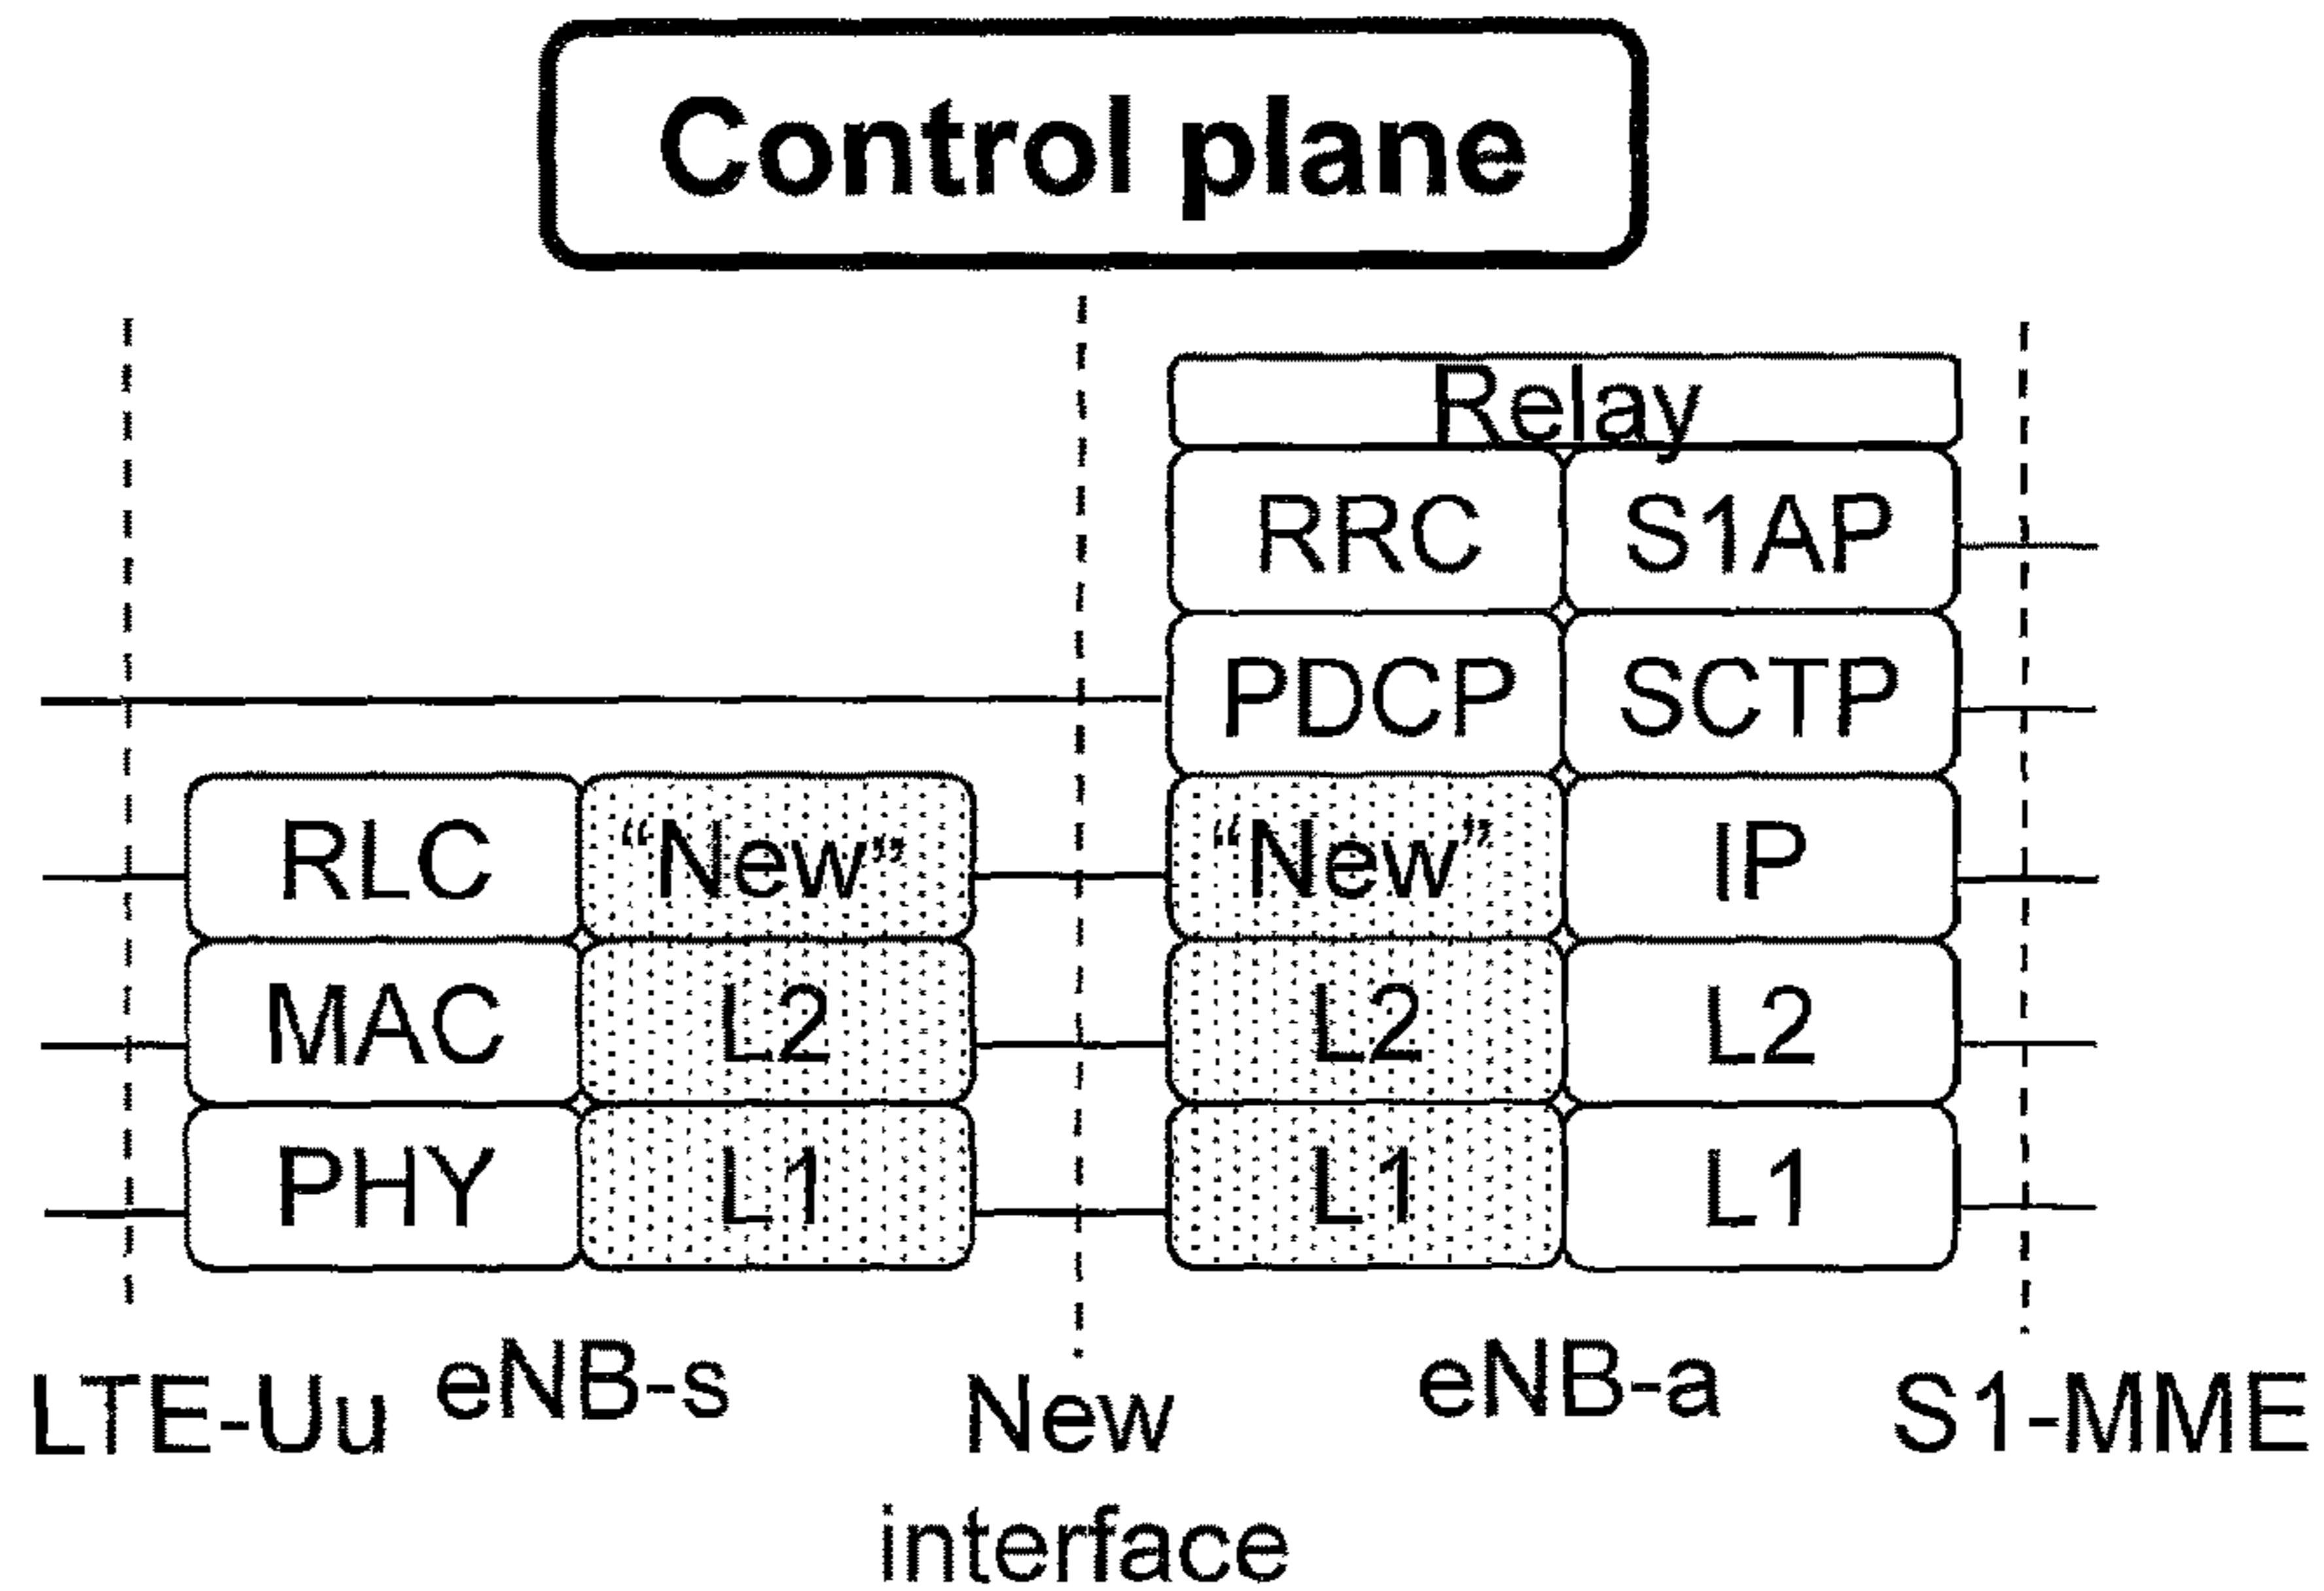 Control plane
Relay
RRC S1AP
PDCP SCTP
RLC “New” “New” IP
MAC L2 L2 L2
PHY L1 L1 L1
LTE-Uu eNB-s New interface eNB-a S1-MME